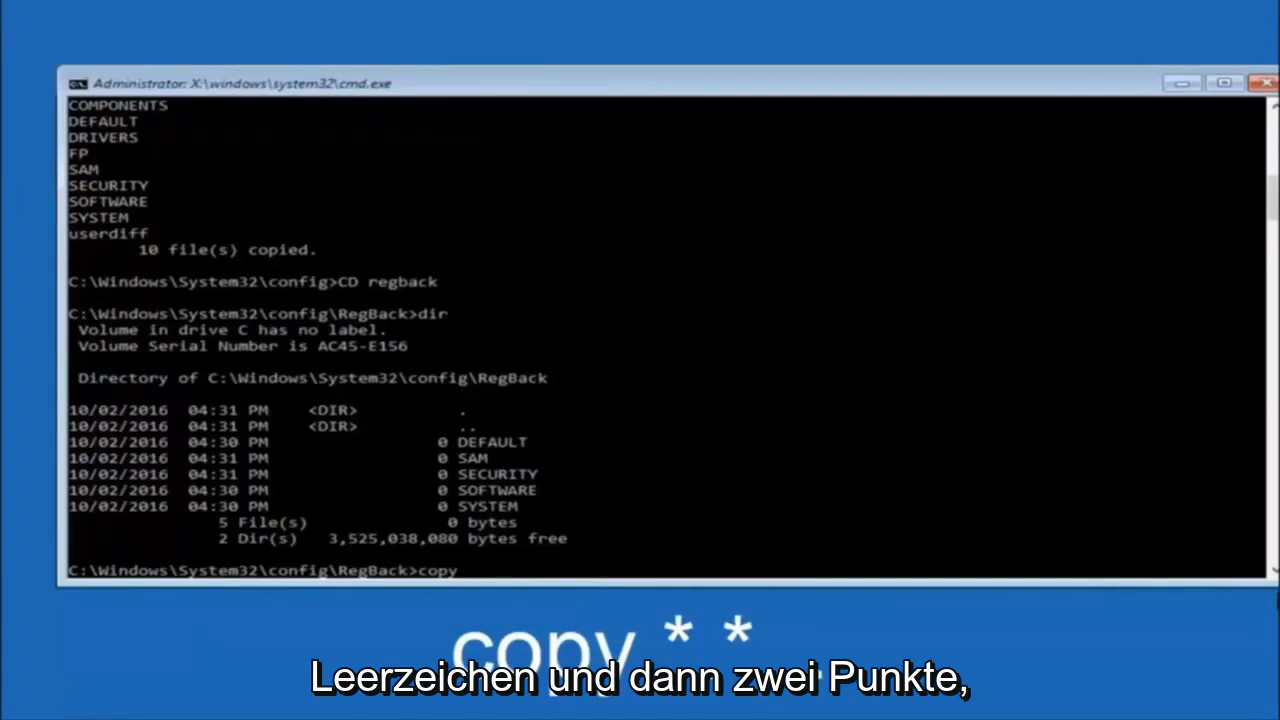 Administrator: X:\windows\system32\cmd.exe
COMPONENTS
DEFAULT
DRIVERS
FP
SAM
SECURITY
SOFTWARE
SYSTEM
userdiff
10 file(s) copied.
C:\Windows\System32\config>CD regback
C:\Windows\System32\config\RegBack>dir
Volume in drive C has no label.
Volume Serial Number is AC45-E156
Directory of C:\Windows\System32\config\RegBack
10/02/2016 04:31 PM <DIR> .
10/02/2016 04:31 PM <DIR> ..
10/02/2016 04:30 PM 0 DEFAULT
10/02/2016 04:31 PM 0 SAM
10/02/2016 04:31 PM 0 SECURITY
10/02/2016 04:30 PM 0 SOFTWARE
10/02/2016 04:30 PM 0 SYSTEM
5 File(s) 0 bytes
2 Dir(s) 3,525,038,080 bytes free
C:\Windows\System32\config\RegBack>copy
copy * *
Leerzeichen und dann zwei Punkte,